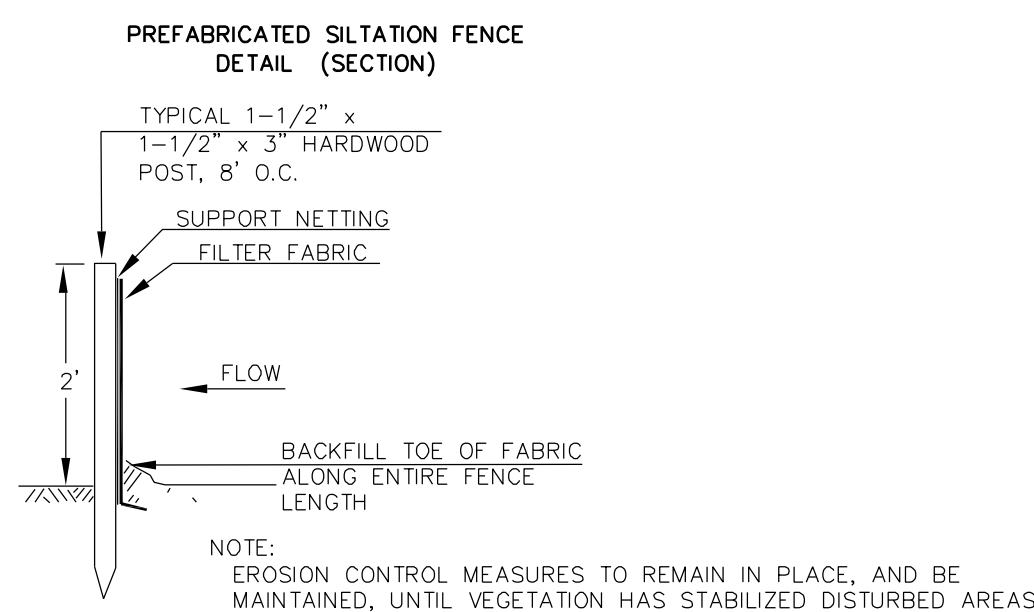 PREFABRICATED SILTATION FENCE
DETAIL (SECTION)
TYPICAL 1-1/2" x
1-1/2" x 3" HARDWOOD
POST, 8' O.C.
SUPPORT NETTING
FILTER FABRIC
2'
FLOW
BACKFILL TOE OF FABRIC
ALONG ENTIRE FENCE
LENGTH
NOTE:
EROSION CONTROL MEASURES TO REMAIN IN PLACE, AND BE
MAINTAINED, UNTIL VEGETATION HAS STABILIZED DISTURBED AREAS